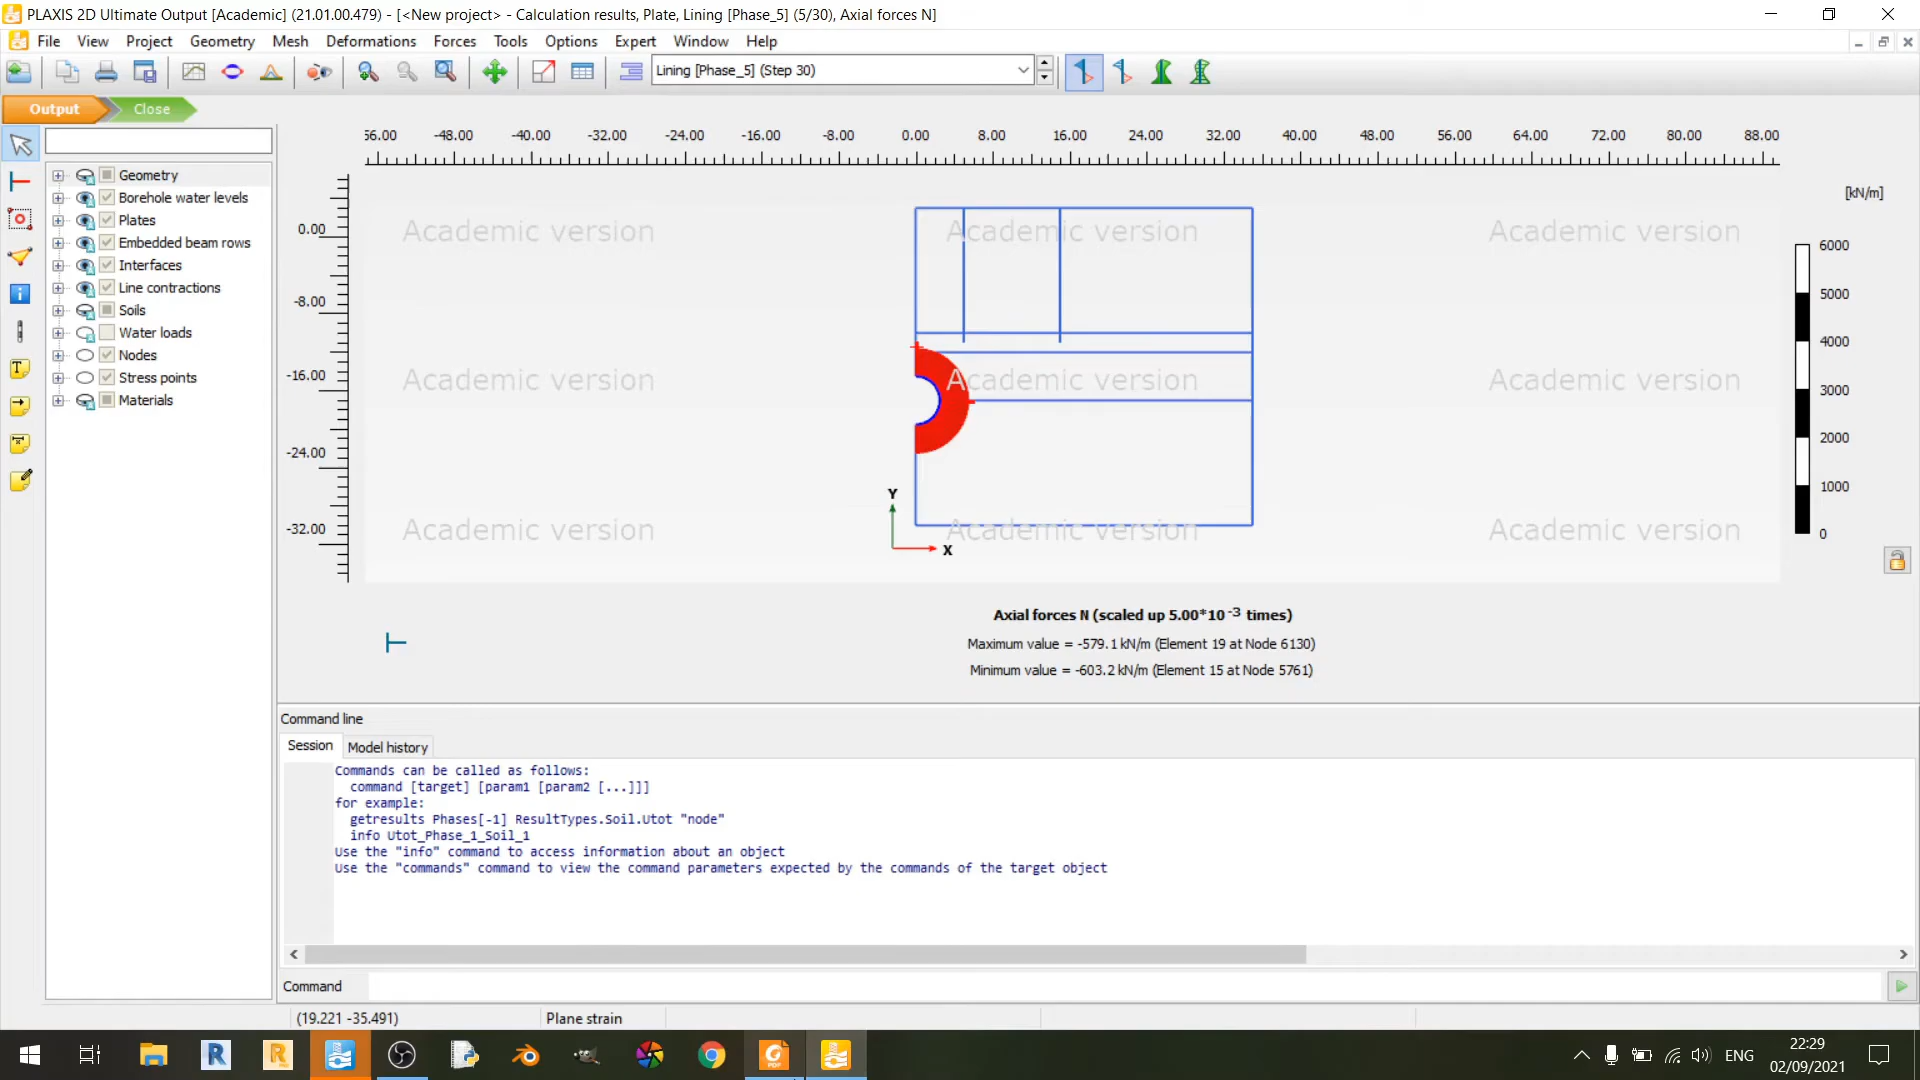 PLAXIS 2D Ultimate Output [Academic] (21.01.00.479) - [<New project> - Calculation results, Plate, Lining [Phase_5] (5/30), Axial forces N]
File View Project Geometry Mesh Deformations Forces Tools Options Expert Window Help
Lining [Phase_5] (Step 30)
Output Close
56.00 -48.00 -40.00 -32.00 -24.00 -16.00 -8.00 0.00 8.00 16.00 24.00 32.00 40.00 48.00 56.00 64.00 72.00 80.00 88.00
Geometry
Borehole water levels
Plates
Embedded beam rows
Interfaces
Line contractions
Soils
Water loads
Nodes
Stress points
Materials
0.00
-8.00
-16.00
-24.00
-32.00
Academic version Academic version Academic version
Academic version Academic version Academic version
Academic version Academic version Academic version
Y
X
[kN/m]
6000
5000
4000
3000
2000
1000
0
Axial forces N (scaled up 5.00*10 -3 times)
Maximum value = -579.1 kN/m (Element 19 at Node 6130)
Minimum value = -603.2 kN/m (Element 15 at Node 5761)
Command line
Session Model history
Commands can be called as follows:
command [target] [param1 [param2 [...]]]
for example:
getresults Phases[-1] ResultTypes.Soil.Utot "node"
info Utot_Phase_1_Soil_1
Use the "info" command to access information about an object
Use the "commands" command to view the command parameters expected by the commands of the target object
Command
(19.221 -35.491) Plane strain
R R PDF ENG
22:29
02/09/2021